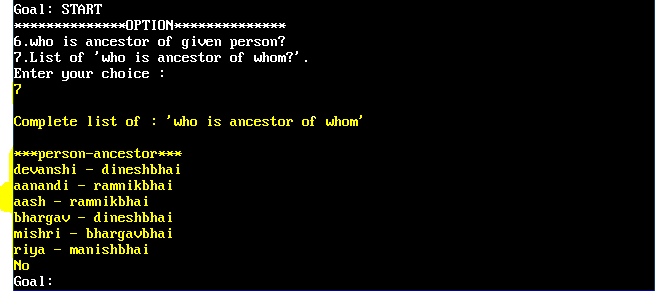 Goal: START
**************OPTION**************
6.who is ancestor of given person?
7.List of 'who is ancestor of whom?'.
Enter your choice :
7
Complete list of : 'who is ancestor of whom'
***person-ancestor***
devanshi - dineshbhai
aanandi - ramnikbhai
aash - ramnikbhai
bhargav - dineshbhai
mishri - bhargavbhai
riya - manishbhai
No
Goal: